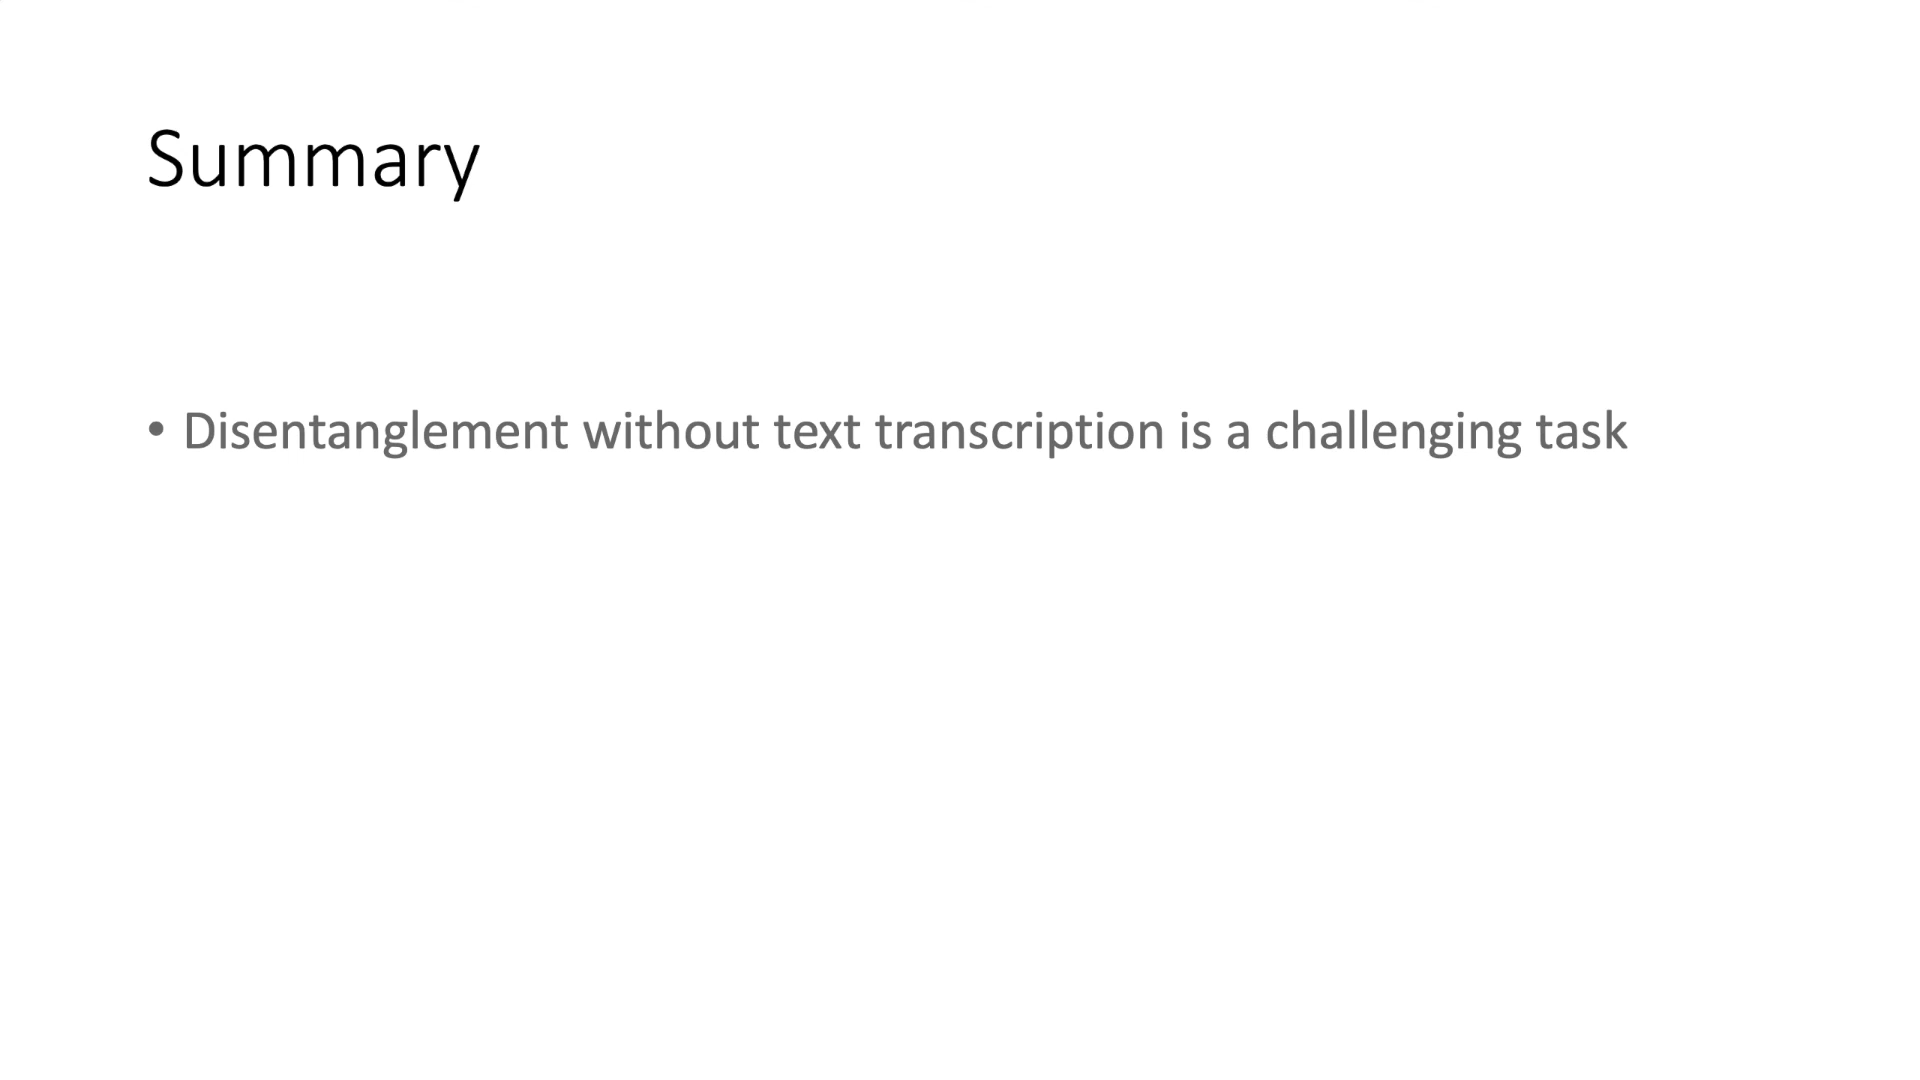 Summary
• Disentanglement without text transcription is a challenging task